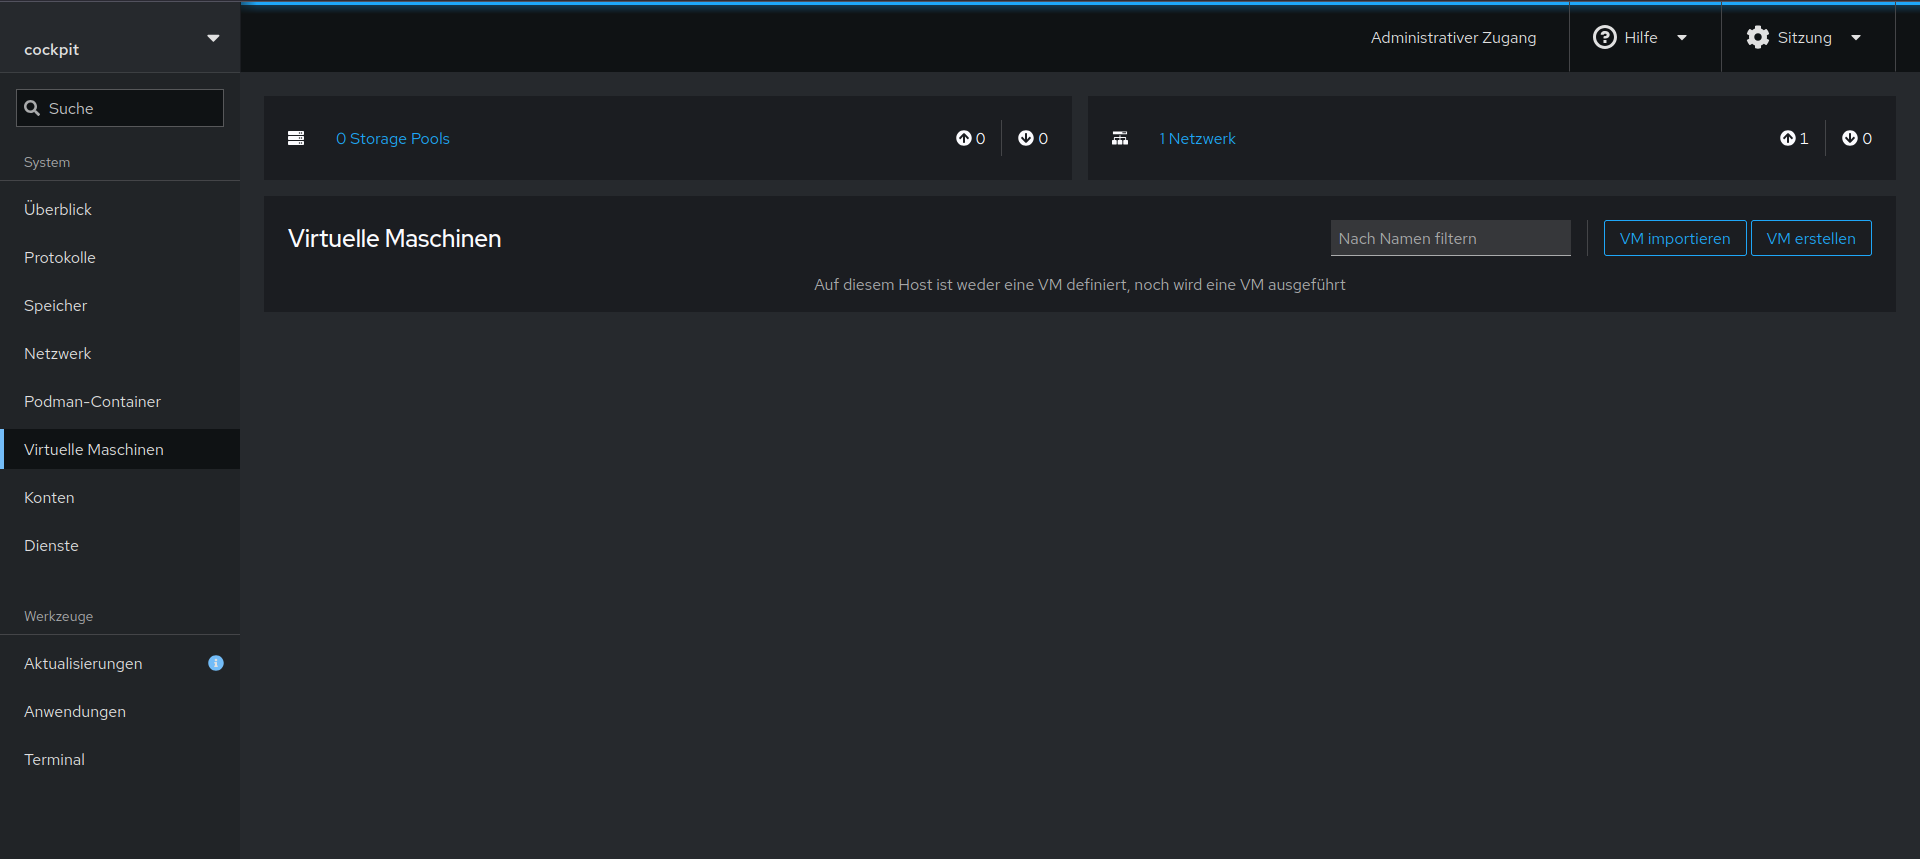 cockpit
Administrativer Zugang
Hilfe
Sitzung
Suche
System
Überblick
Protokolle
Speicher
Netzwerk
Podman-Container
Virtuelle Maschinen
Konten
Dienste
Werkzeuge
Aktualisierungen
Anwendungen
Terminal
0 Storage Pools
0
0
1 Netzwerk
1
0
Virtuelle Maschinen
Nach Namen filtern
VM importieren
VM erstellen
Auf diesem Host ist weder eine VM definiert, noch wird eine VM ausgeführt